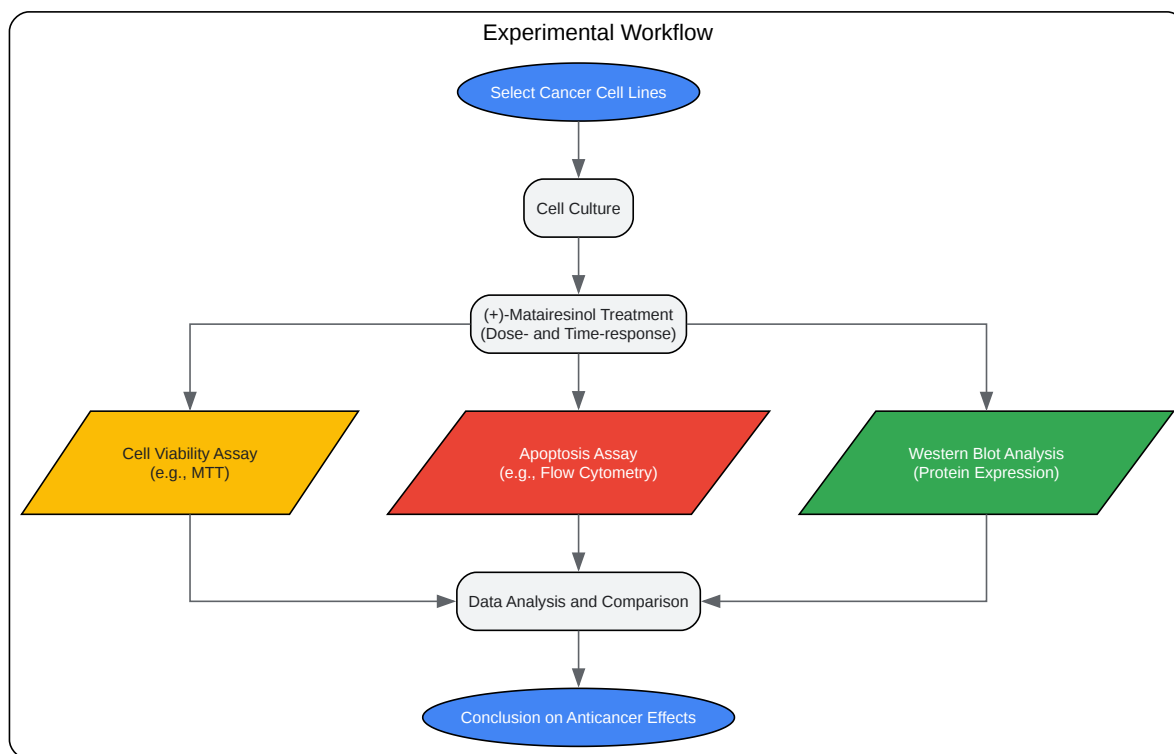 Experimental Workflow
Select Cancer Cell Lines
Cell Culture
(+)-Matairesinol Treatment
(Dose- and Time-response)
Cell Viability Assay
(e.g., MTT)
Apoptosis Assay
(e.g., Flow Cytometry)
Western Blot Analysis
(Protein Expression)
Data Analysis and Comparison
Conclusion on Anticancer Effects